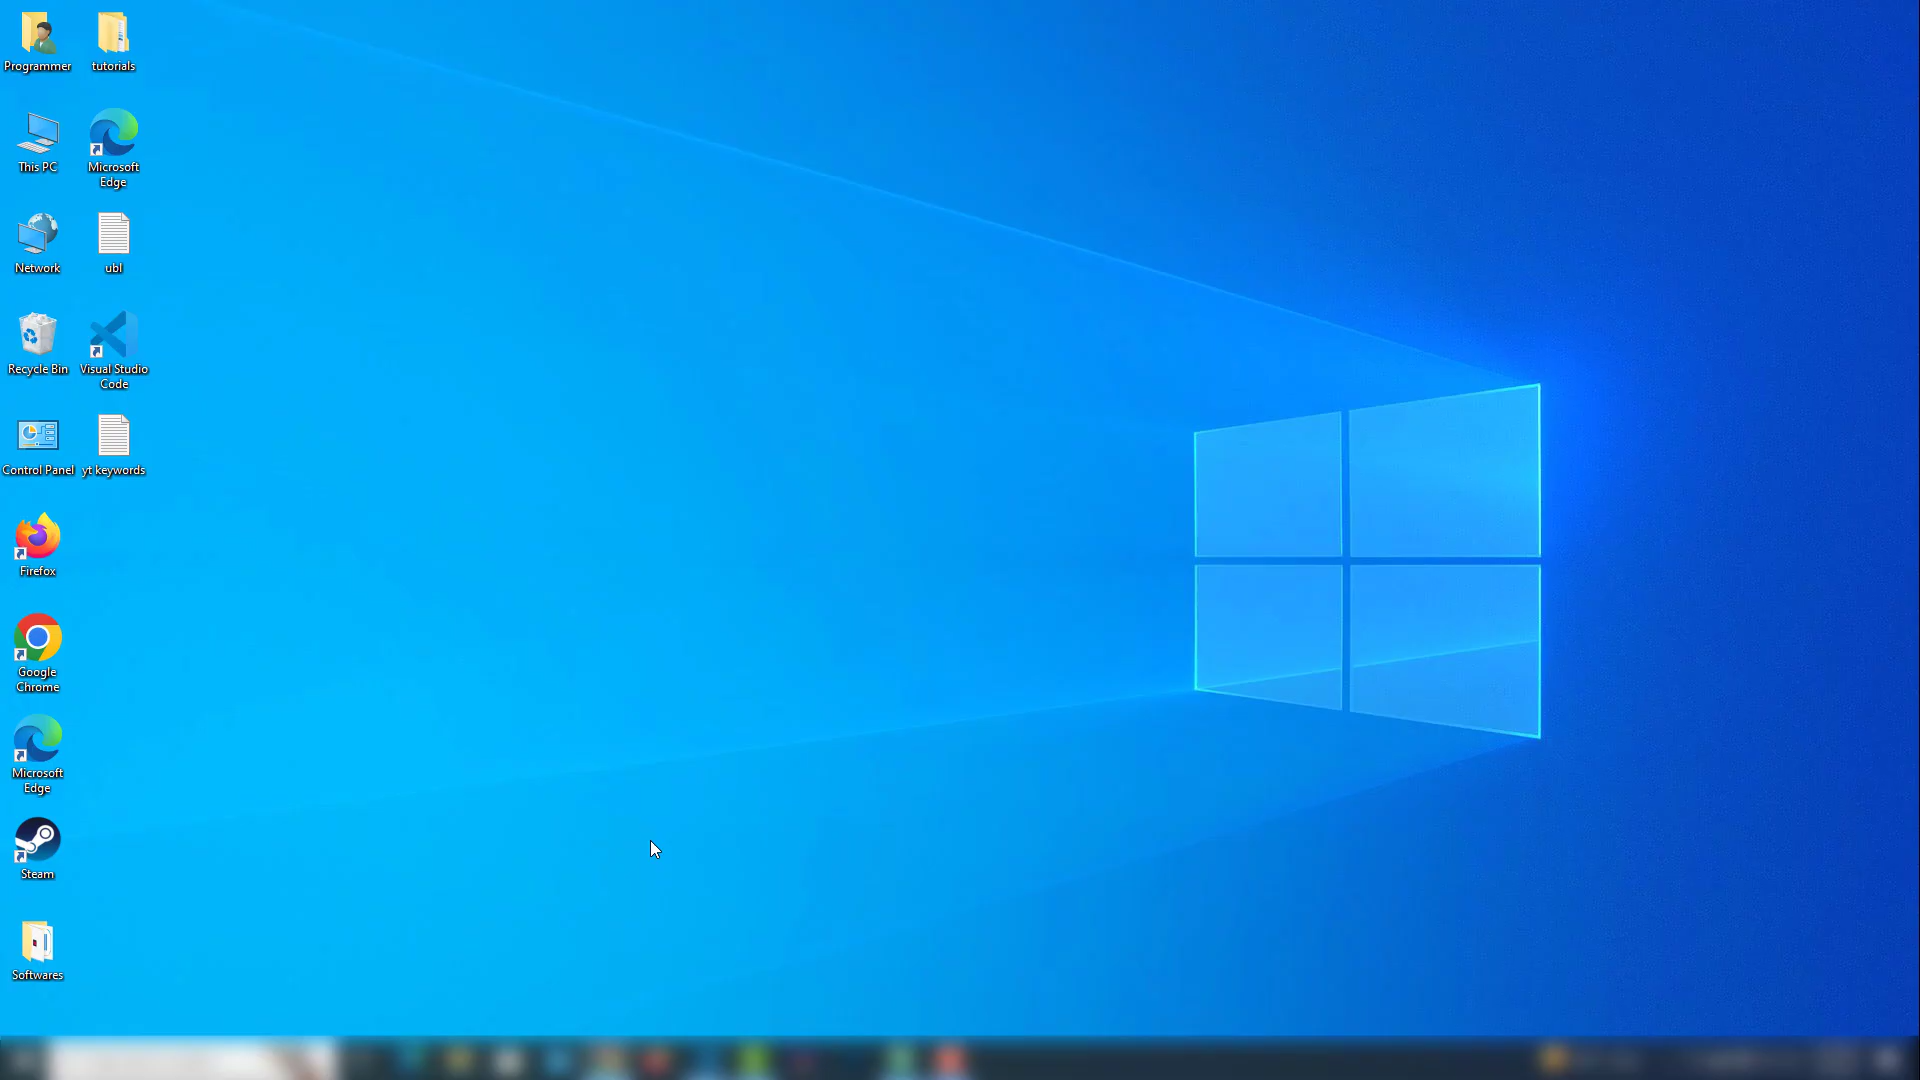 Programmer
tutorials
This PC
Microsoft
Edge
Network
ubl
Recycle Bin
Visual Studio
Code
Control Panel
yt keywords
Firefox
Google
Chrome
Microsoft
Edge
Steam
Softwares